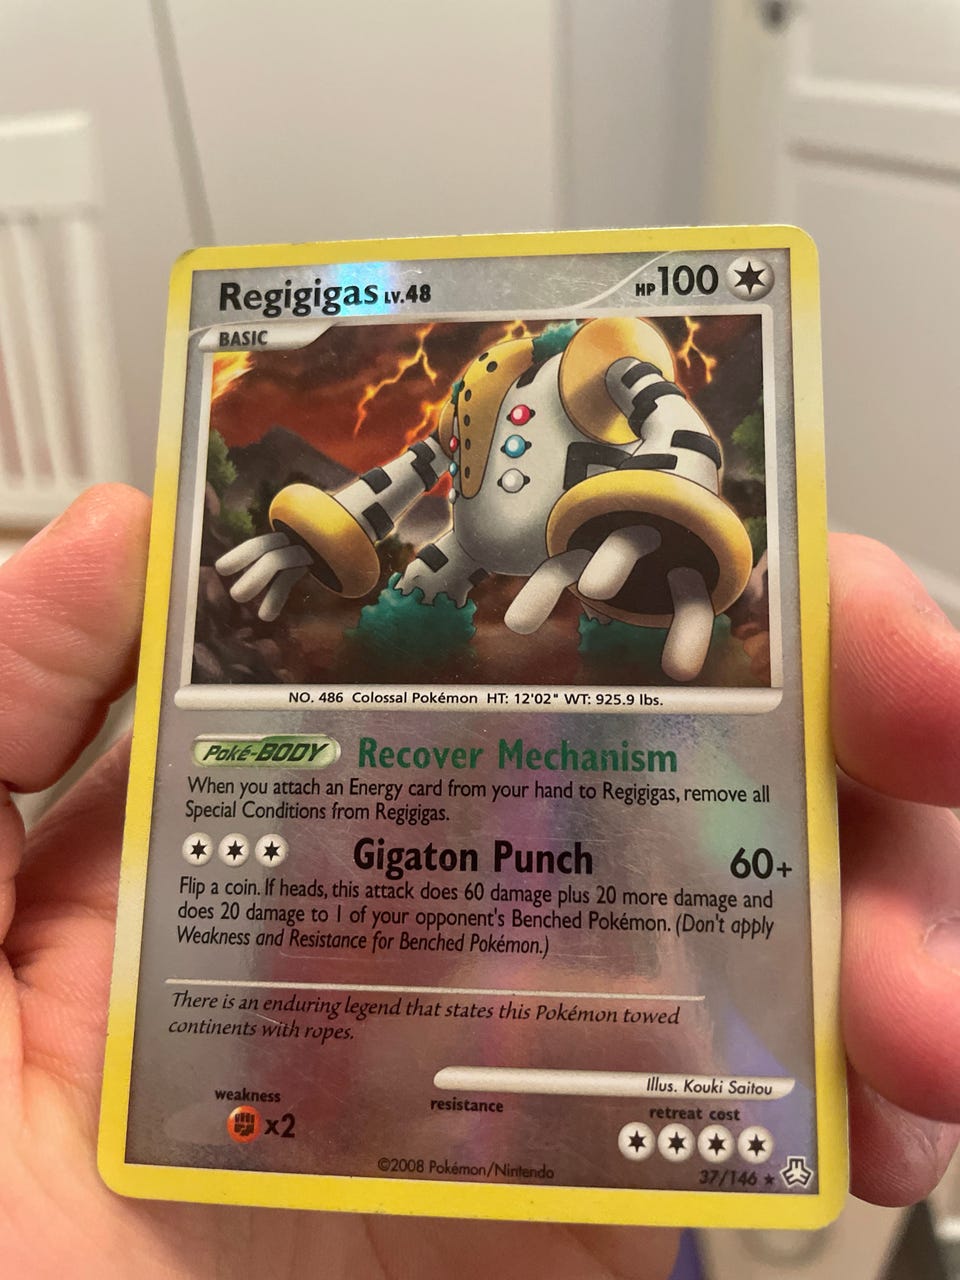 Regigigas LV.48 HP 100
BASIC
NO. 486 Colossal Pokémon HT: 12'02" WT: 925.9 lbs.
Poké-BODY Recover Mechanism
When you attach an Energy card from your hand to Regigigas, remove all
Special Conditions from Regigigas.
Gigaton Punch 60+
Flip a coin. If heads, this attack does 60 damage plus 20 more damage and
does 20 damage to 1 of your opponent's Benched Pokémon. (Don't apply
Weakness and Resistance for Benched Pokémon.)
There is an enduring legend that states this Pokémon towed
continents with ropes.
Illus. Kouki Saitou
weakness resistance retreat cost
x2
©2008 Pokémon/Nintendo 37/146 ★